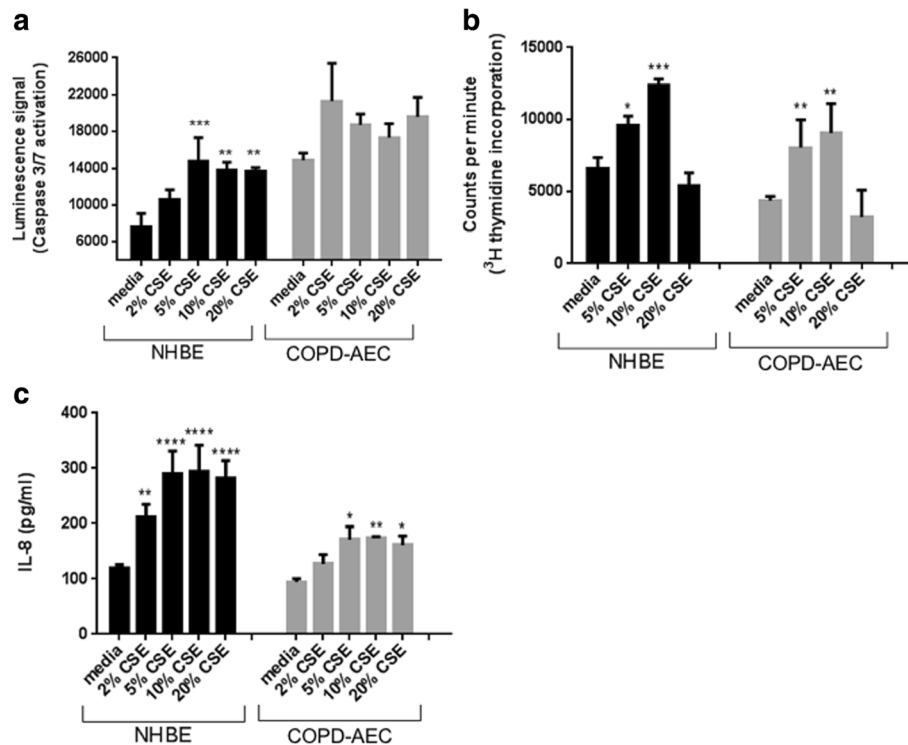 a
Luminescence signal
(Caspase 3/7 activation)
26000
22000
18000
14000
10000
6000
***
**
**
media
2% CSE
5% CSE
10% CSE
20% CSE
media
2% CSE
5% CSE
10% CSE
20% CSE
NHBE
COPD-AEC
b
Counts per minute
(³H thymidine incorporation)
15000
10000
5000
0
*
***
**
**
media
5% CSE
10% CSE
20% CSE
media
5% CSE
10% CSE
20% CSE
NHBE
COPD-AEC
c
IL-8 (pg/ml)
400
300
200
100
0
**
****
****
****
*
**
*
media
2% CSE
5% CSE
10% CSE
20% CSE
media
2% CSE
5% CSE
10% CSE
20% CSE
NHBE
COPD-AEC